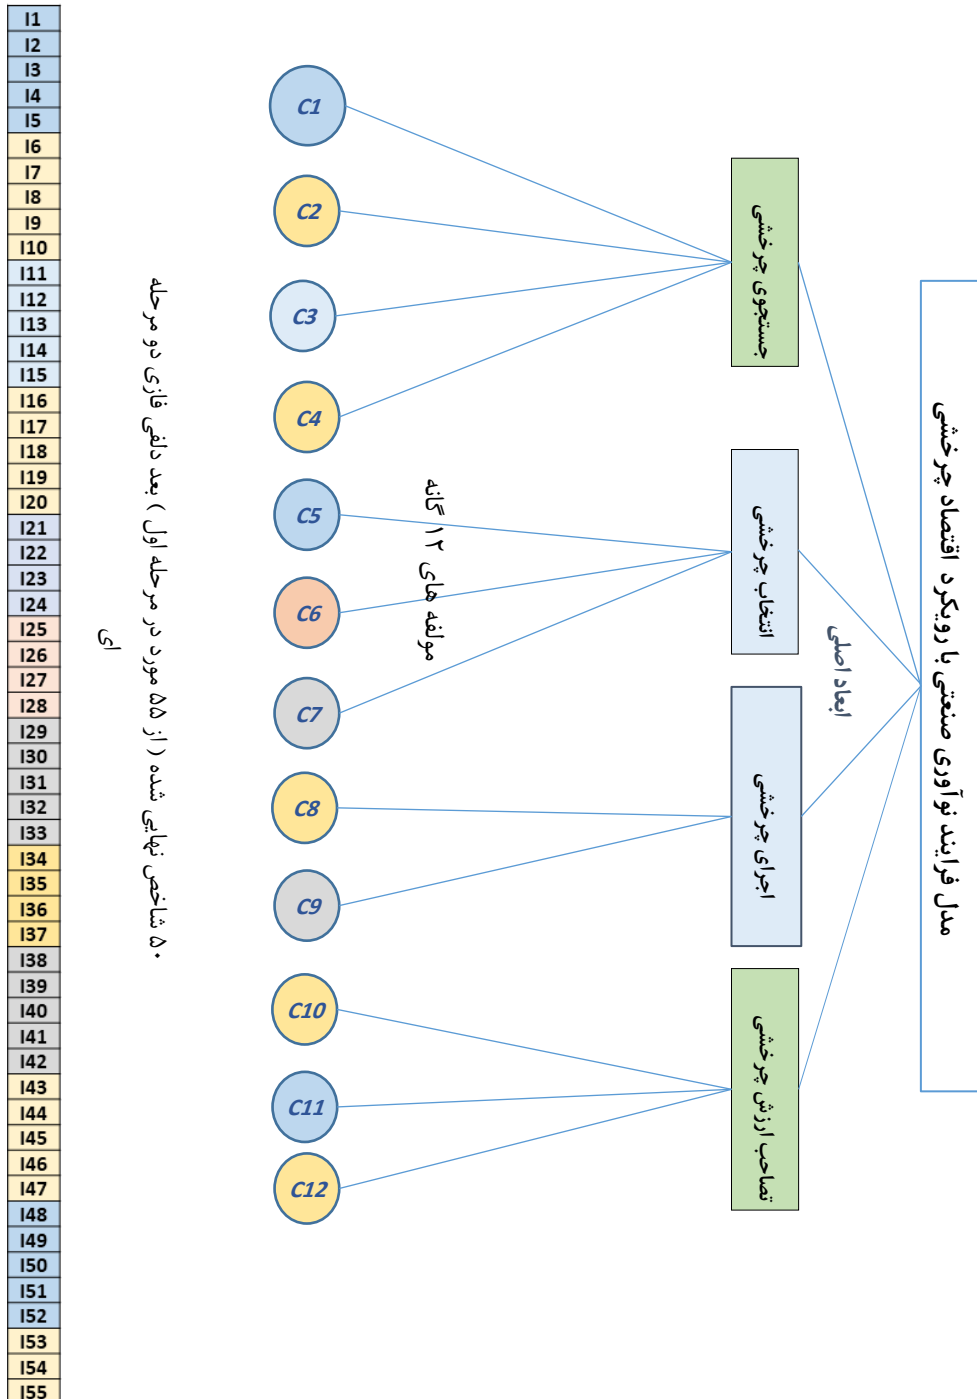 مدل فرایند نوآوری صنعتی با رویکرد اقتصاد چرخشی
ابعاد اصلی
جستجوی چرخشی
انتخاب چرخشی
اجرای چرخشی
تصاحب ارزش چرخشی
مولفه های ۱۲ گانه
C1
C2
C3
C4
C5
C6
C7
C8
C9
C10
C11
C12
۵۰ شاخص نهایی شده ( از ۵۵ مورد در مرحله اول ) بعد دلفی فازی دو مرحله
ای
I1
I2
I3
I4
I5
I6
I7
I8
I9
I10
I11
I12
I13
I14
I15
I16
I17
I18
I19
I20
I21
I22
I23
I24
I25
I26
I27
I28
I29
I30
I31
I32
I33
I34
I35
I36
I37
I38
I39
I40
I41
I42
I43
I44
I45
I46
I47
I48
I49
I50
I51
I52
I53
I54
I55